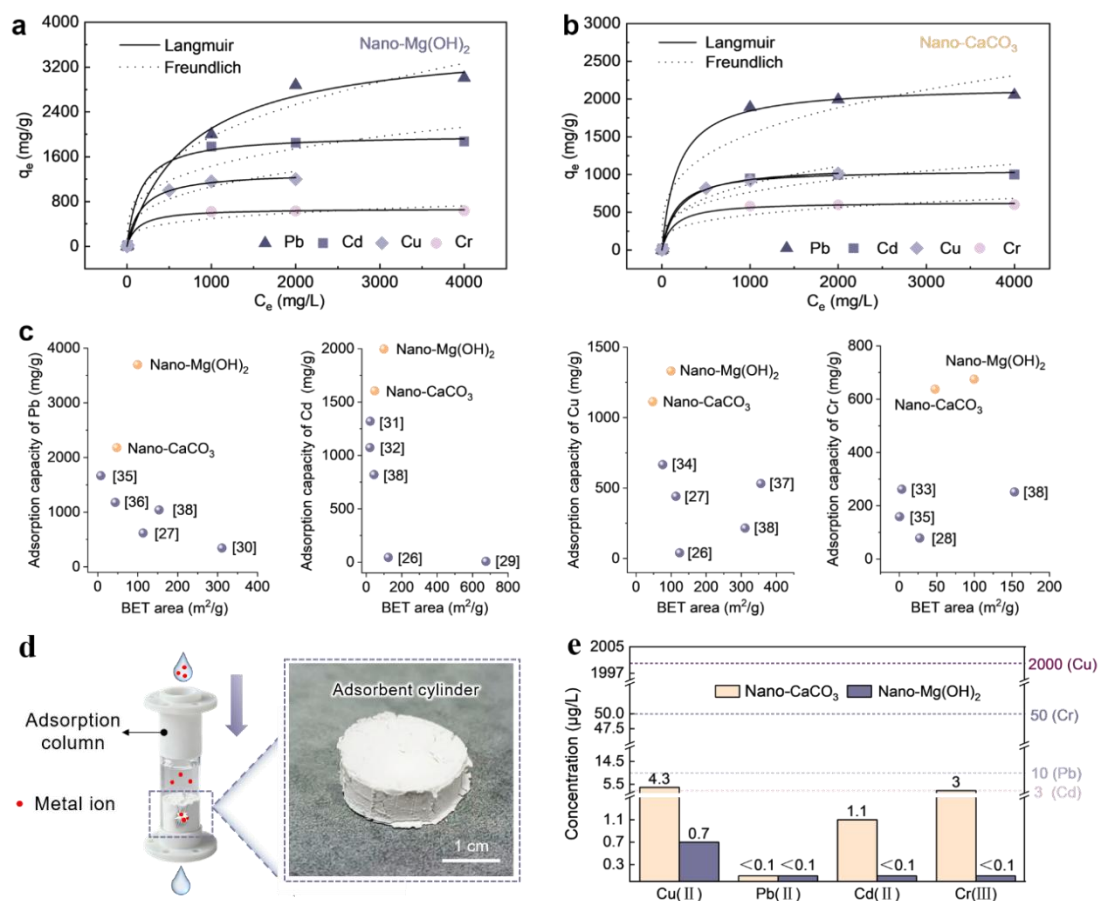 a
Langmuir
Freundlich
Nano-Mg(OH)₂
4000
3200
2400
1600
800
0
qₑ (mg/g)
Pb Cd Cu Cr
0 1000 2000 3000 4000
Cₑ (mg/L)
b
Langmuir
Freundlich
Nano-CaCO₃
3000
2500
2000
1500
1000
500
0
qₑ (mg/g)
Pb Cd Cu Cr
0 1000 2000 3000 4000
Cₑ (mg/L)
c
Adsorption capacity of Pb (mg/g)
4000
3000
2000
1000
0
Nano-Mg(OH)₂
Nano-CaCO₃
[35]
[36]
[38]
[27]
[30]
0 100 200 300 400
BET area (m²/g)
Adsorption capacity of Cd (mg/g)
2000
1600
1200
800
400
0
Nano-Mg(OH)₂
Nano-CaCO₃
[31]
[32]
[38]
[26]
[29]
0 200 400 600 800
BET area (m²/g)
Adsorption capacity of Cu (mg/g)
1500
1000
500
0
Nano-Mg(OH)₂
Nano-CaCO₃
[34]
[27]
[37]
[38]
[26]
0 100 200 300 400
BET area (m²/g)
Adsorption capacity of Cr (mg/g)
800
600
400
200
0
Nano-Mg(OH)₂
Nano-CaCO₃
[33]
[38]
[35]
[28]
0 50 100 150 200
BET area (m²/g)
d
Adsorption
column
Metal ion
Adsorbent cylinder
1 cm
e
Concentration (μg/L)
2005
1997
50.0
47.5
14.5
5.5
1.1
0.7
0.3
2000 (Cu)
Nano-CaCO₃ Nano-Mg(OH)₂
50 (Cr)
10 (Pb)
3 (Cd)
4.3
0.7
<0.1 <0.1
1.1
<0.1
3
<0.1
Cu(Ⅱ) Pb(Ⅱ) Cd(Ⅱ) Cr(Ⅲ)